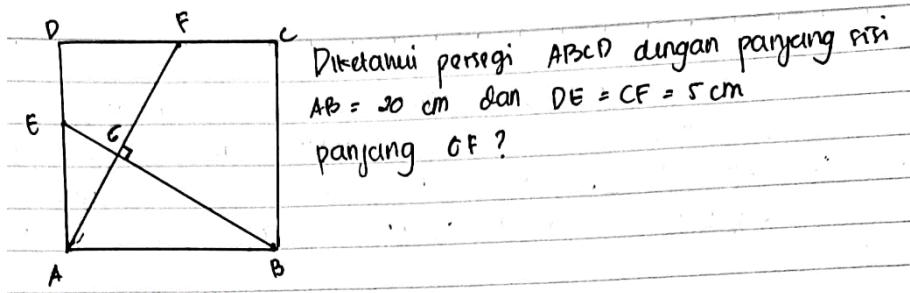 D F C
Diketahui persegi ABCD dengan panjang sisi
AB = 20 cm dan DE = CF = 5 cm
E G
panjang GF ?
A B